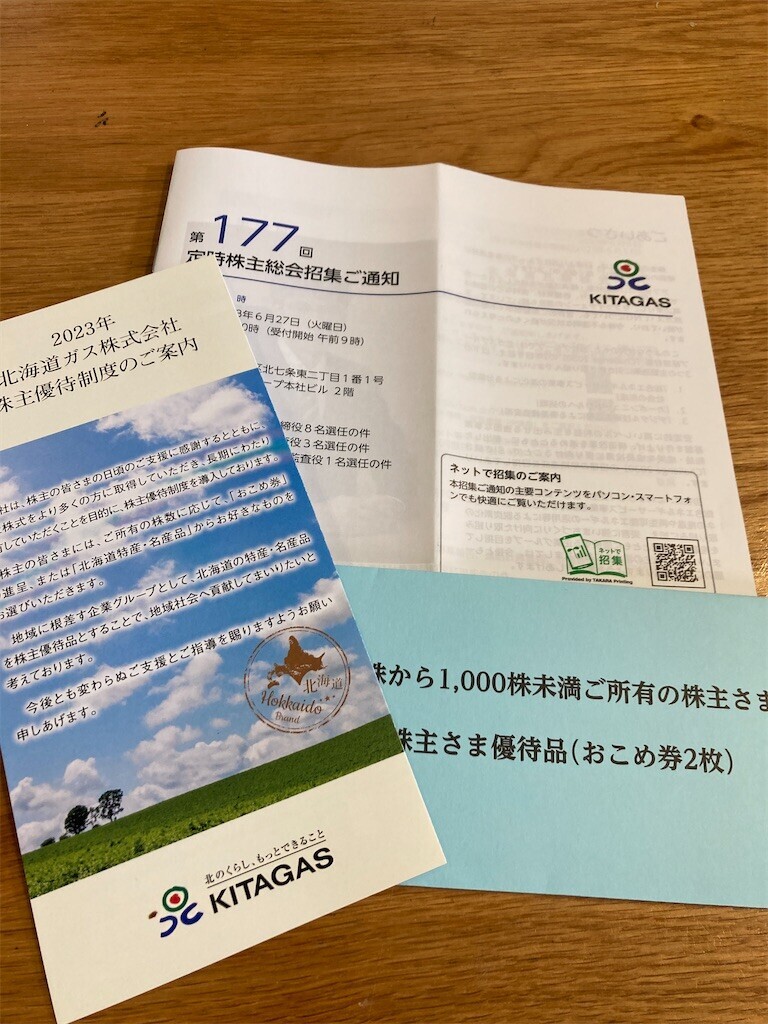 第177回
定時株主総会招集ご通知
KITAGAS
時
3年6月27日（火曜日）
0時（受付開始 午前9時）
区北七条東二丁目1番1号
ープ本社ビル 2階
締役8名選任の件
役3名選任の件
監査役1名選任の件
ネットで招集のご案内
本招集ご通知の主要コンテンツをパソコン・スマートフォ
ンでも快適にご覧いただけます。
ネットで
招集
Provided by TAKARA Printing
2023年
北海道ガス株式会社
株主優待制度のご案内
社は、株主の皆さまの日頃のご支援に感謝するとともに、
株式をより多くの方に取得していただき、長期にわたり
していただくことを目的に、株主優待制度を導入しております。
株主の皆さまには、ご所有の株数に応じて、「おこめ券」
進呈、または「北海道特産・名産品」からお好きなものを
お選びいただきます。
地域に根差す企業グループとして、北海道の特産・名産品
を株主優待品とすることで、地域社会へ貢献してまいりたいと
考えております。
今後とも変わらぬご支援とご指導を賜りますようお願い
申しあげます。
北海道
Hokkaido
Brand
北のくらし、もっとできること
KITAGAS
株から1,000株未満ご所有の株主さま
株主さま優待品（おこめ券2枚）